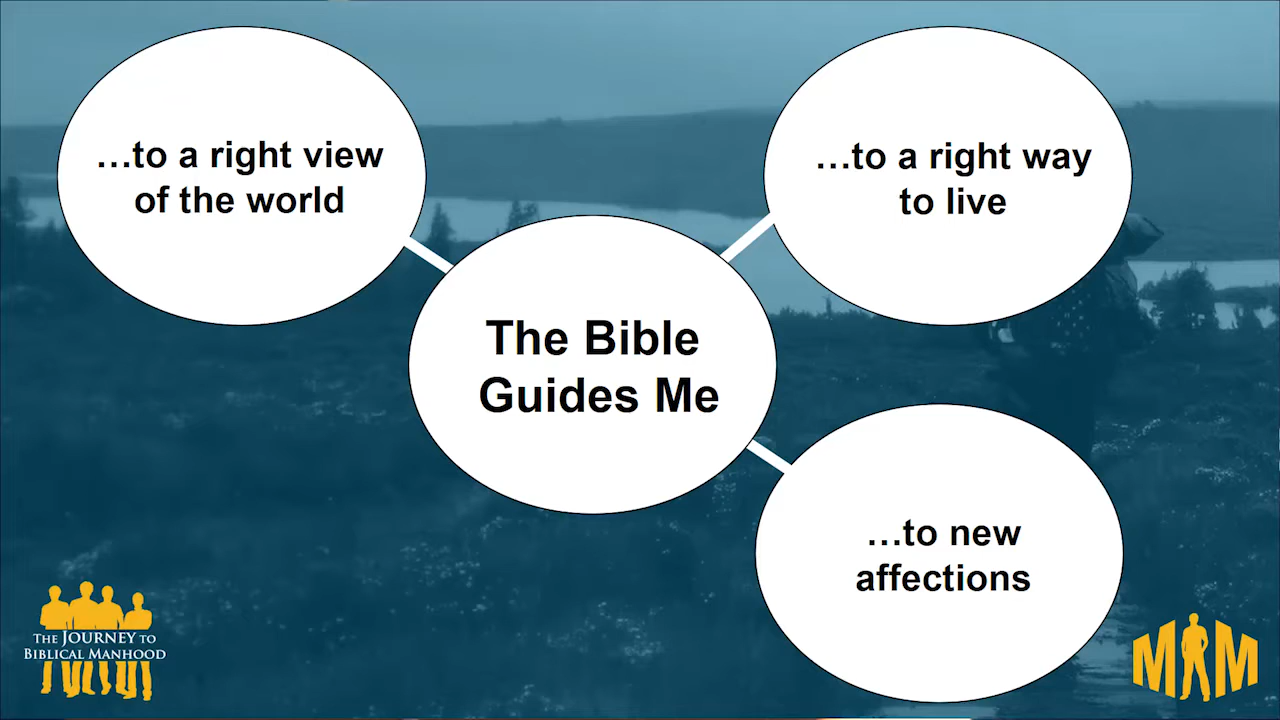 …to a right view
of the world
…to a right way
to live
The Bible
Guides Me
…to new
affections
THE JOURNEY TO
BIBLICAL MANHOOD
M M